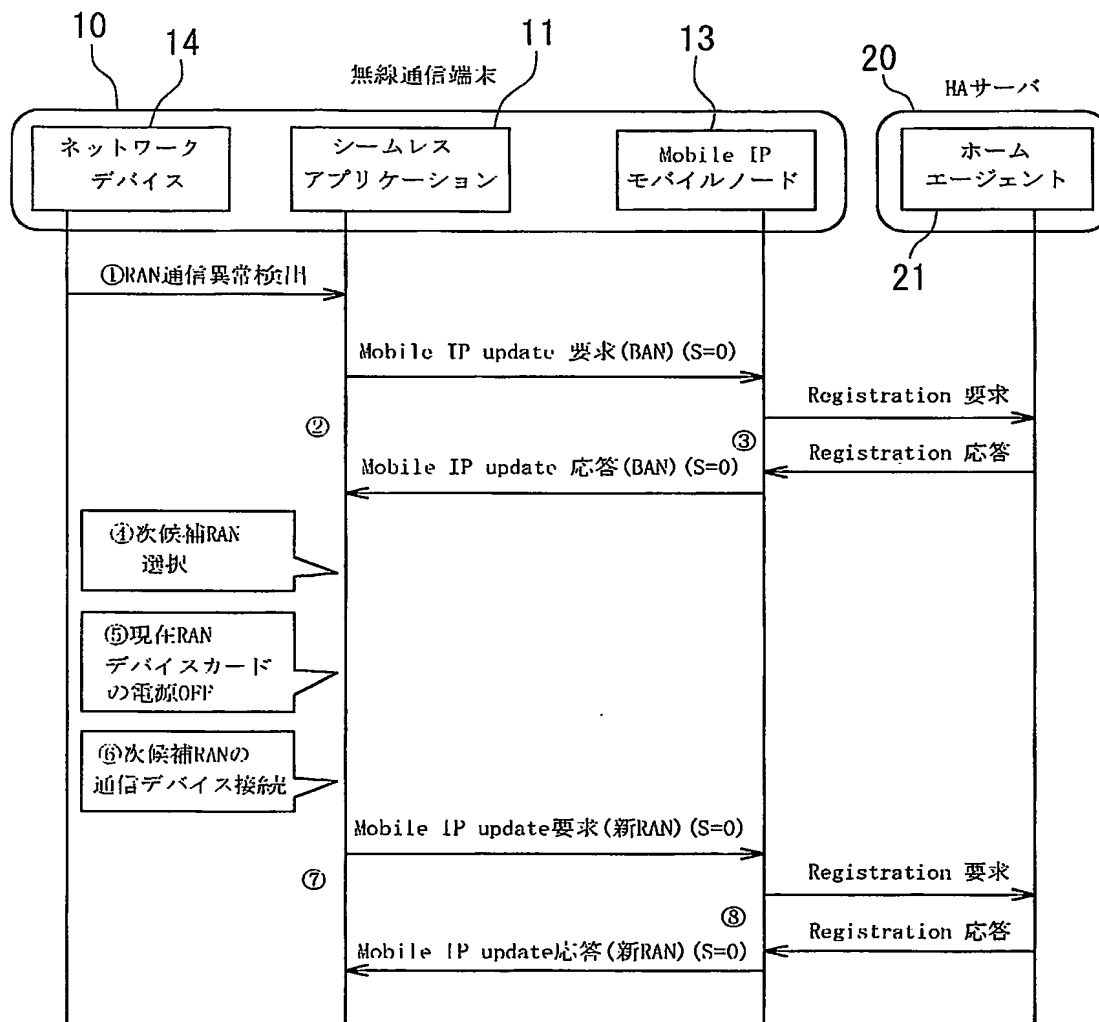 10
14
11
13
20
無線通信端末
HAサーバ
ネットワーク
デバイス
シームレス
アプリケーション
Mobile IP
モバイルノード
ホーム
エージェント
21
①RAN通信異常検出
Mobile IP update 要求(BAN)(S=0)
Registration 要求
②
③
Registration 応答
Mobile IP update 応答(BAN)(S=0)
④次候補RAN
選択
⑤現在RAN
デバイスカード
の電源OFF
⑥次候補RANの
通信デバイス接続
Mobile IP update要求(新RAN)(S=0)
Registration 要求
⑦
⑧
Registration 応答
Mobile IP update応答(新RAN)(S=0)